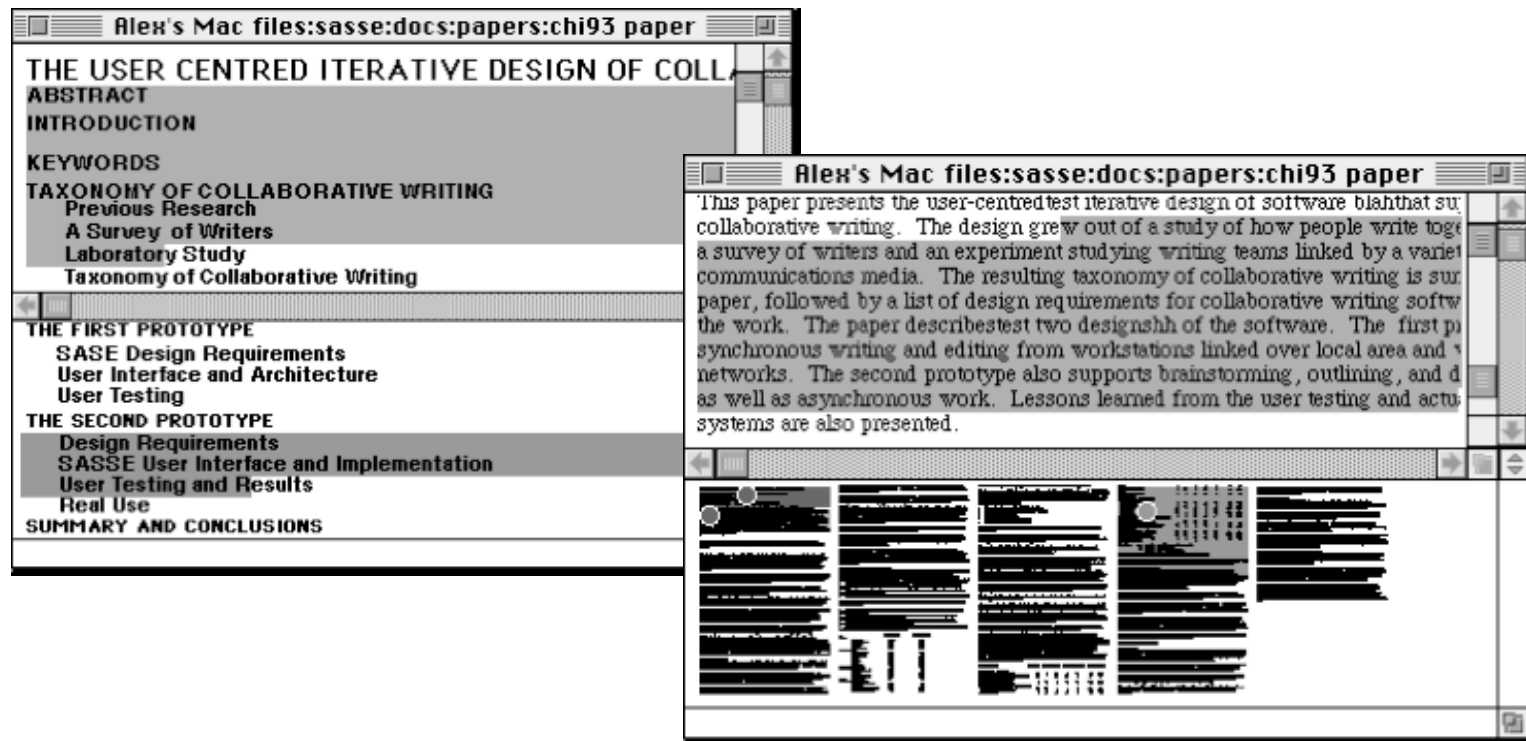 Alex's Mac files:sasse:docs:papers:chi93 paper
THE USER CENTRED ITERATIVE DESIGN OF COLLA
ABSTRACT
INTRODUCTION
KEYWORDS
TAXONOMY OF COLLABORATIVE WRITING
Previous Research
A Survey of Writers
Laboratory Study
Taxonomy of Collaborative Writing
THE FIRST PROTOTYPE
SASE Design Requirements
User Interface and Architecture
User Testing
THE SECOND PROTOTYPE
Design Requirements
SASSE User Interface and Implementation
User Testing and Results
Real Use
SUMMARY AND CONCLUSIONS
Alex's Mac files:sasse:docs:papers:chi93 paper
This paper presents the user-centredtest iterative design of software blahthat su
collaborative writing. The design grew out of a study of how people write toge
a survey of writers and an experiment studying writing teams linked by a variet
communications media. The resulting taxonomy of collaborative writing is sur
paper, followed by a list of design requirements for collaborative writing softw
the work. The paper describestest two designshh of the software. The first pr
synchronous writing and editing from workstations linked over local area and
networks. The second prototype also supports brainstorming, outlining, and d
as well as asynchronous work. Lessons learned from the user testing and actu
systems are also presented.